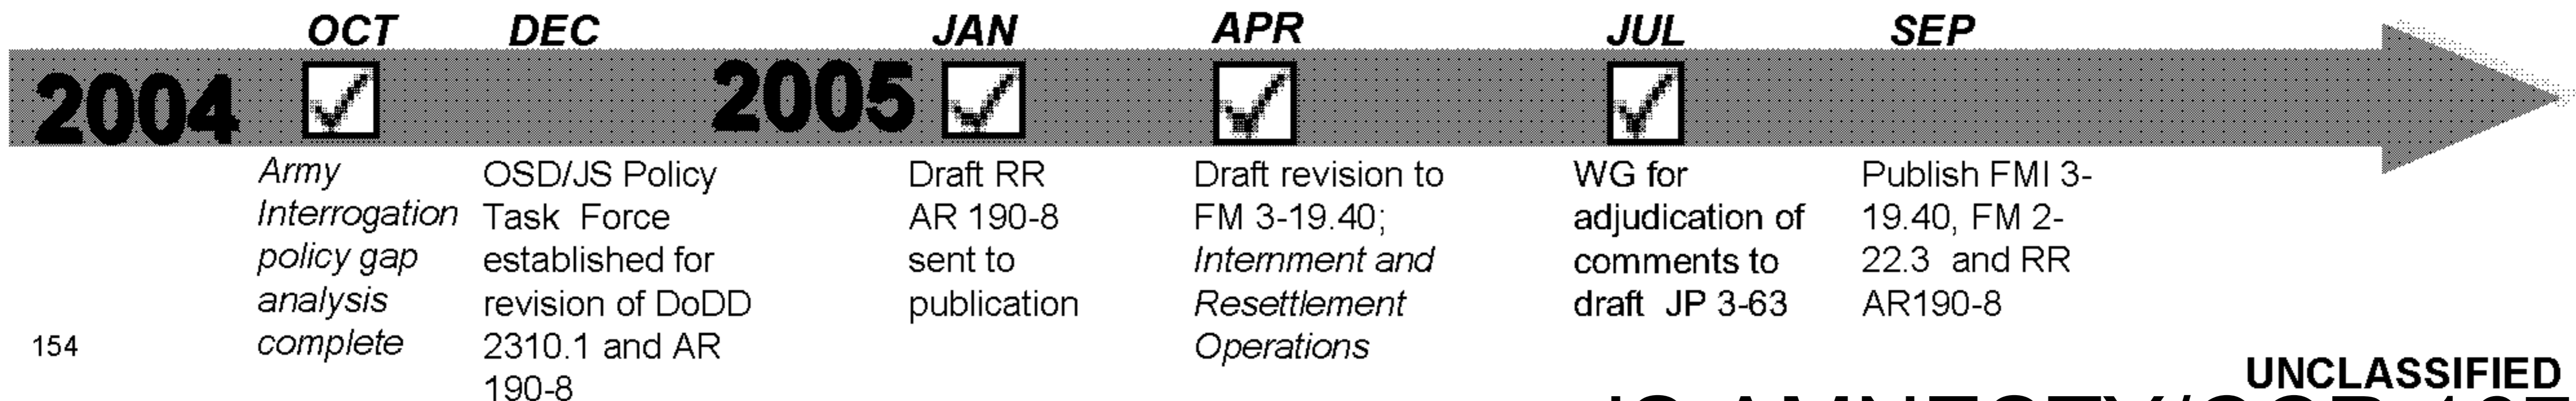 OCT DEC JAN APR JUL SEP
2004 2005
Army
Interrogation
policy gap
analysis
complete
OSD/JS Policy
Task Force
established for
revision of DoDD
2310.1 and AR
190-8
Draft RR
AR 190-8
sent to
publication
Draft revision to
FM 3-19.40;
Internment and
Resettlement
Operations
WG for
adjudication of
comments to
draft JP 3-63
Publish FMI 3-
19.40, FM 2-
22.3 and RR
AR190-8
154
UNCLASSIFIED